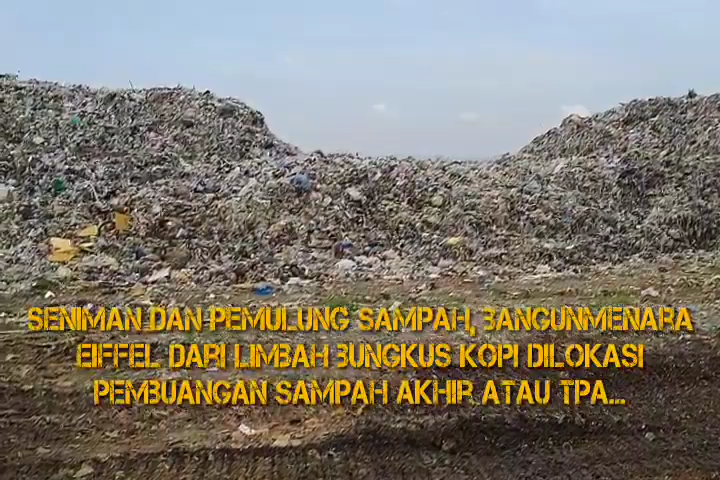 SENIMAN DAN PEMULUNG SAMPAH, BANGUNMENARA
EIFFEL DARI LIMBAH BUNGKUS KOPI DILOKASI
PEMBUANGAN SAMPAH AKHIR ATAU TPA...